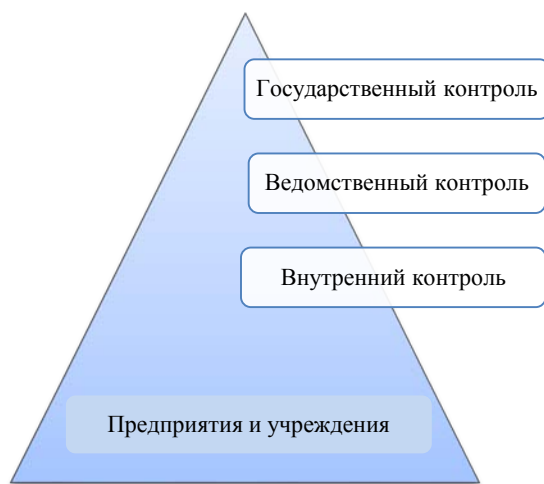 Государственный контроль
Ведомственный контроль
Внутренний контроль
Предприятия и учреждения